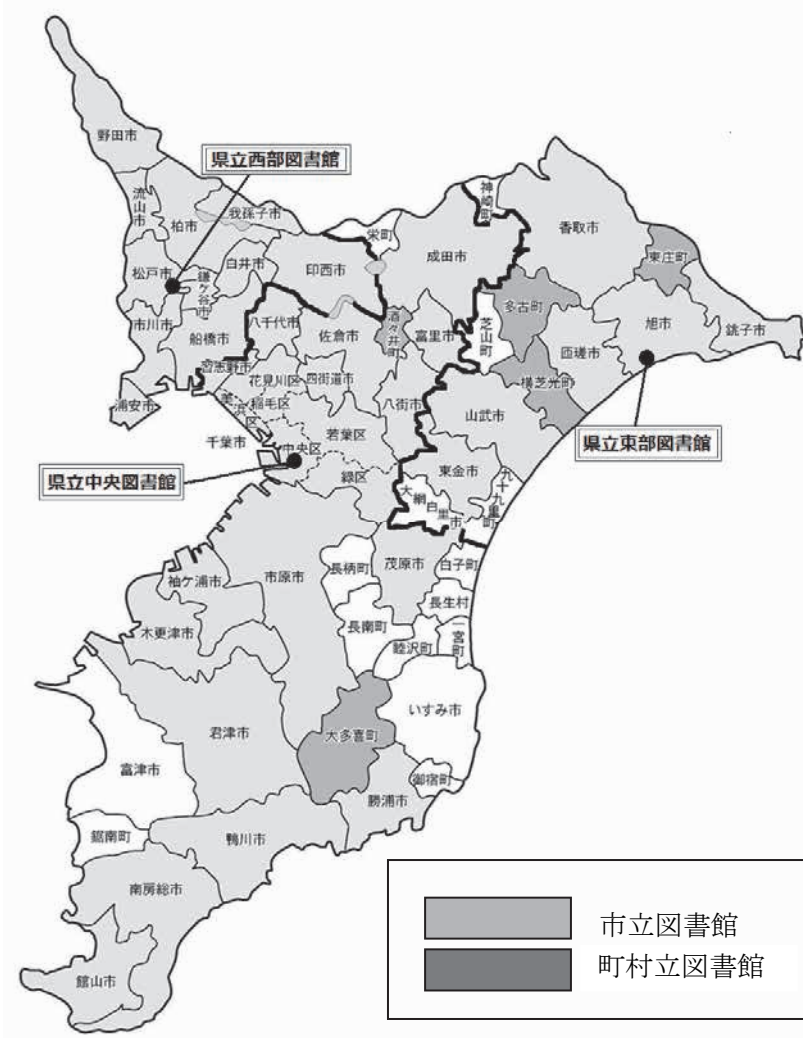 野田市
県立西部図書館
流山市
柏市
我孫子市
栄町
神崎町
成田市
香取市
東庄町
松戸市
鎌ケ谷市
白井市
印西市
多古町
市川市
船橋市
八千代市
佐倉市
酒々井町
富里市
芝山町
匝瑳市
旭市
銚子市
習志野市
浦安市
花見川区
四街道市
八街市
横芝光町
美浜区
稲毛区
若葉区
山武市
県立東部図書館
千葉市
中央区
県立中央図書館
緑区
東金市
九十九里町
大網白里市
市原市
長柄町
茂原市
白子町
袖ケ浦市
長生村
木更津市
長南町
睦沢町
一宮町
いすみ市
君津市
大多喜町
富津市
御宿町
勝浦市
鋸南町
鴨川市
南房総市
館山市
市立図書館
町村立図書館